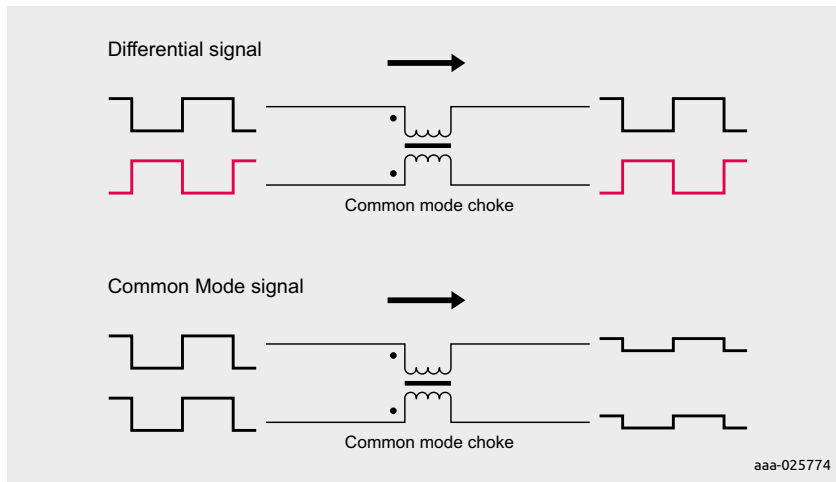 Differential signal
Common mode choke
Common Mode signal
Common mode choke
aaa-025774